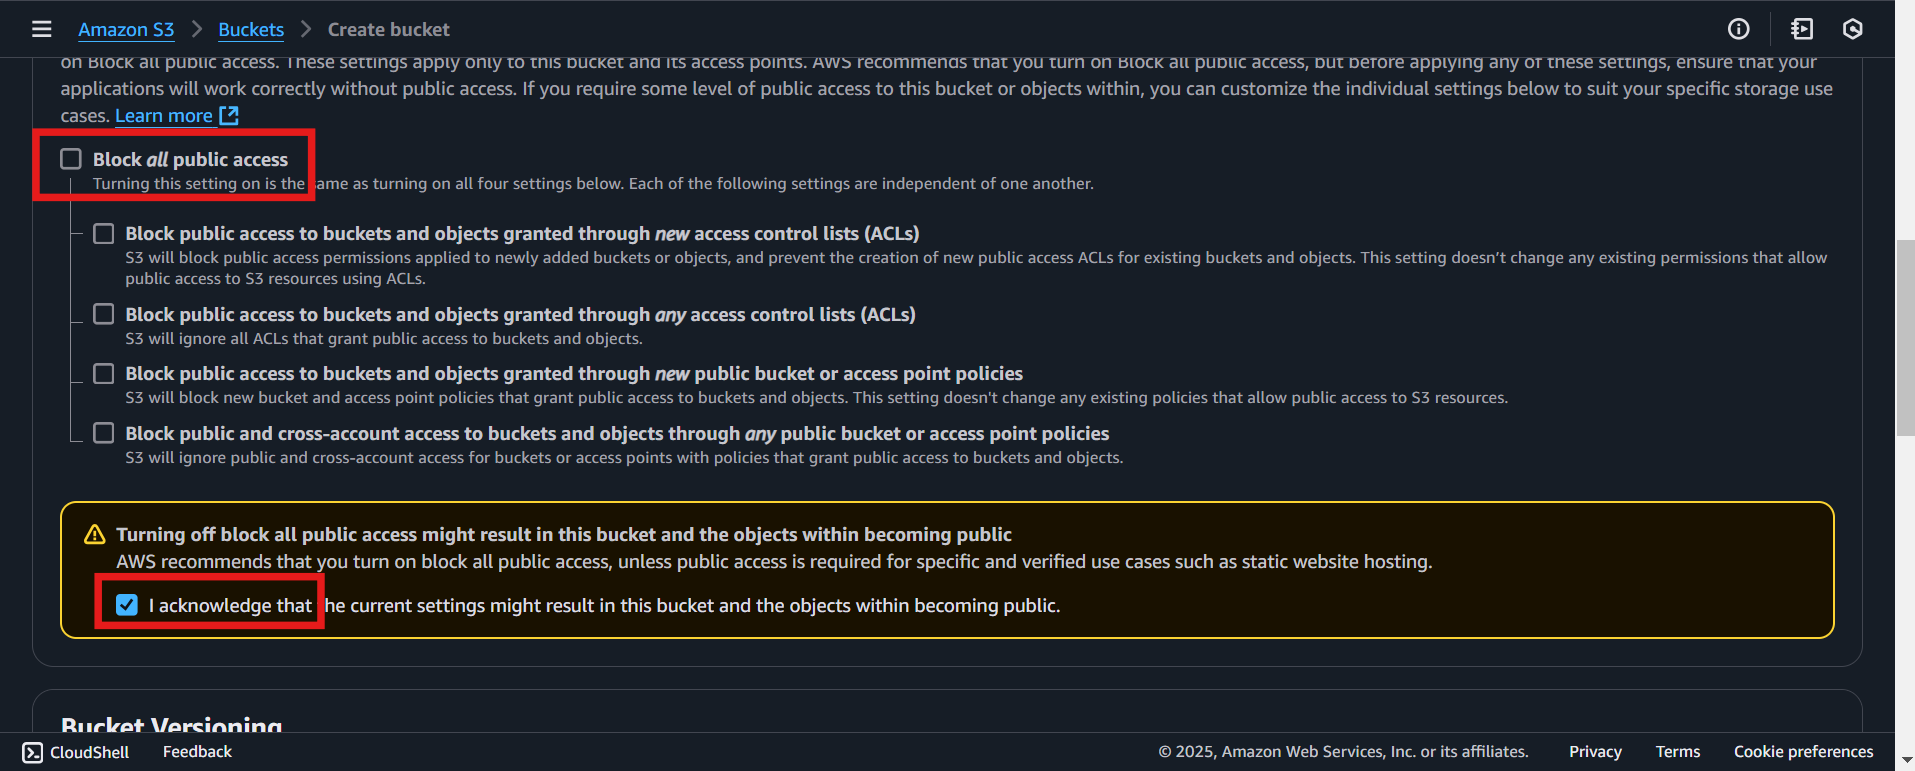 Amazon S3 > Buckets > Create bucket
on Block all public access. These settings apply only to this bucket and its access points. AWS recommends that you turn on Block all public access, but before applying any of these settings, ensure that your
applications will work correctly without public access. If you require some level of public access to this bucket or objects within, you can customize the individual settings below to suit your specific storage use
cases. Learn more
Block all public access
Turning this setting on is the same as turning on all four settings below. Each of the following settings are independent of one another.
Block public access to buckets and objects granted through new access control lists (ACLs)
S3 will block public access permissions applied to newly added buckets or objects, and prevent the creation of new public access ACLs for existing buckets and objects. This setting doesn’t change any existing permissions that allow
public access to S3 resources using ACLs.
Block public access to buckets and objects granted through any access control lists (ACLs)
S3 will ignore all ACLs that grant public access to buckets and objects.
Block public access to buckets and objects granted through new public bucket or access point policies
S3 will block new bucket and access point policies that grant public access to buckets and objects. This setting doesn't change any existing policies that allow public access to S3 resources.
Block public and cross-account access to buckets and objects through any public bucket or access point policies
S3 will ignore public and cross-account access for buckets or access points with policies that grant public access to buckets and objects.
Turning off block all public access might result in this bucket and the objects within becoming public
AWS recommends that you turn on block all public access, unless public access is required for specific and verified use cases such as static website hosting.
I acknowledge that the current settings might result in this bucket and the objects within becoming public.
Bucket Versioning
CloudShell Feedback © 2025, Amazon Web Services, Inc. or its affiliates. Privacy Terms Cookie preferences